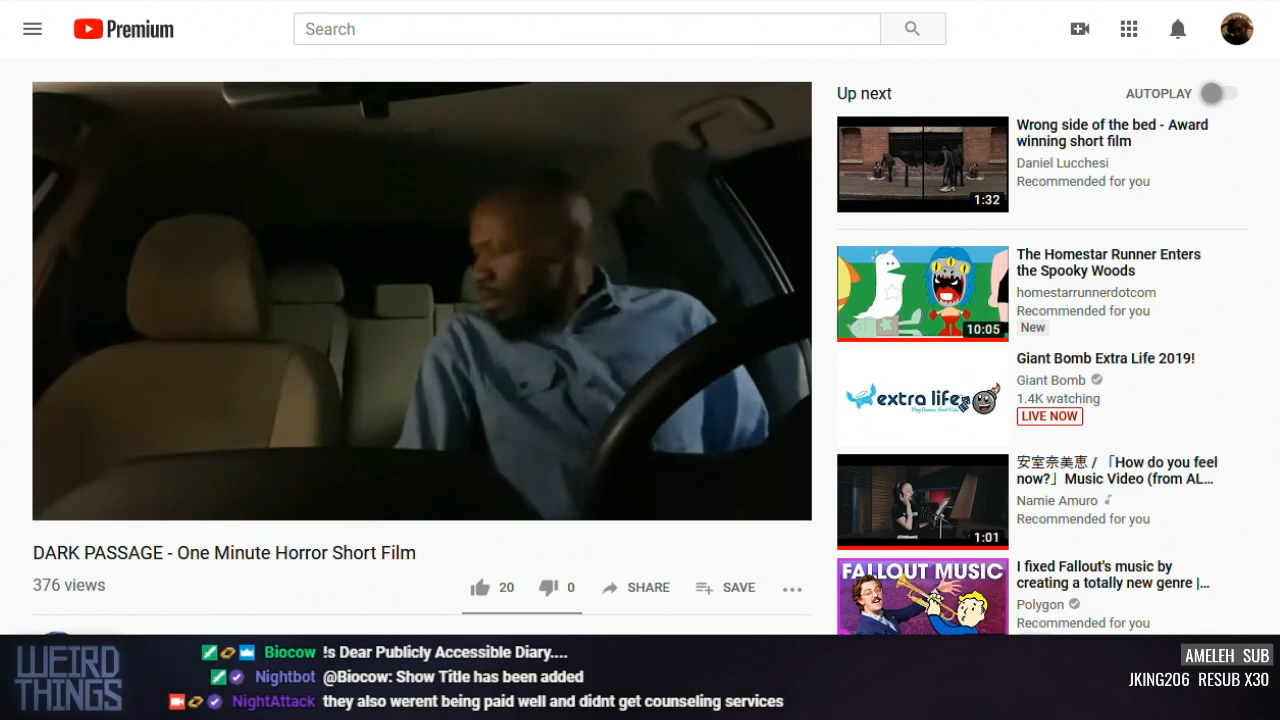 Premium
Search
DARK PASSAGE - One Minute Horror Short Film
376 views
20
0
SHARE
SAVE
Up next
AUTOPLAY
Wrong side of the bed - Award
winning short film
Daniel Lucchesi
Recommended for you
1:32
The Homestar Runner Enters
the Spooky Woods
homestarrunnerdotcom
Recommended for you
New
10:05
Giant Bomb Extra Life 2019!
Giant Bomb
1.4K watching
LIVE NOW
extra life
安室奈美恵 / 「How do you feel
now?」Music Video (from AL...
Namie Amuro
Recommended for you
1:01
I fixed Fallout's music by
creating a totally new genre |...
Polygon
Recommended for you
FALLOUT MUSIC
WEIRD
THINGS
Biocow !s Dear Publicly Accessible Diary....
Nightbot @Biocow: Show Title has been added
NightAttack they also werent being paid well and didnt get counseling services
AMELEH SUB
JKING206 RESUB X30